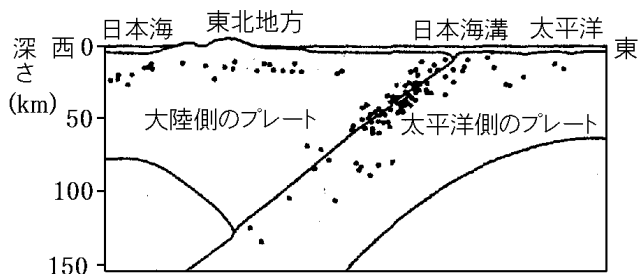 日本海 東北地方 日本海溝 太平洋
深さ 西 0 東
(km)
50
大陸側のプレート 太平洋側のプレート
100
150